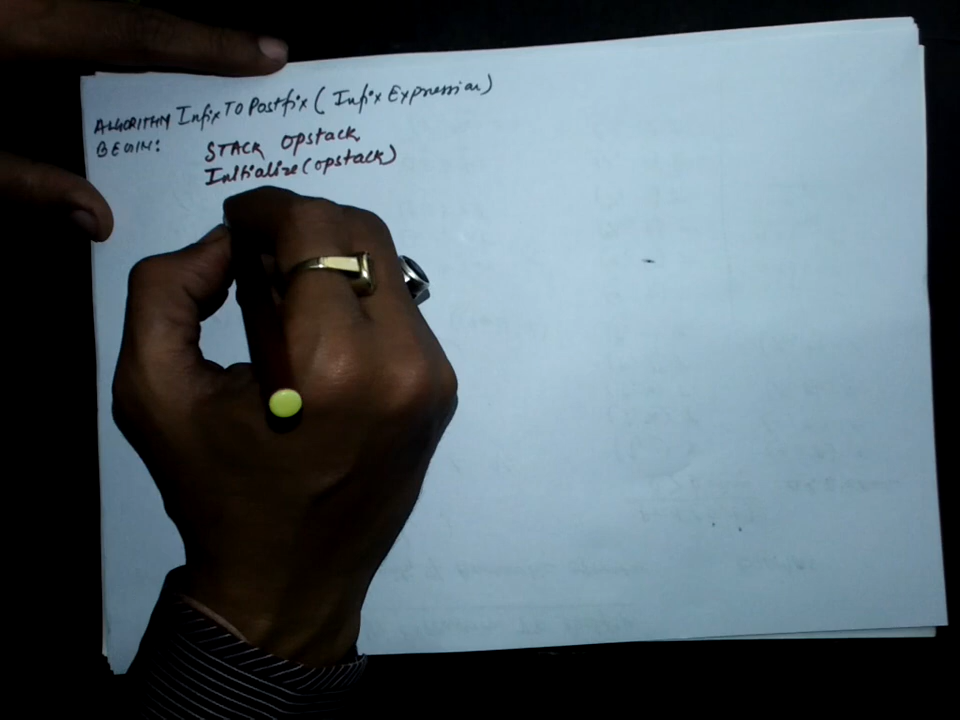 ALGORITHM InfixToPostfix ( Infix Expression )
BEGIN:
STACK opstack
Initialize(opstack)